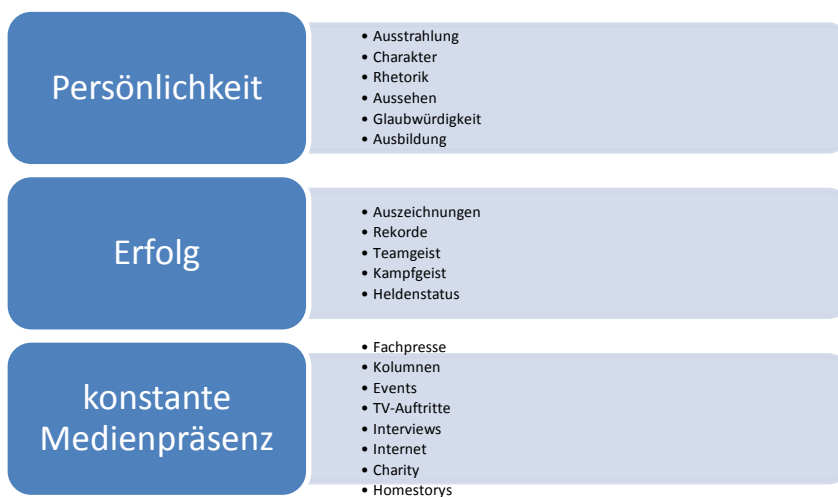 Persönlichkeit
• Ausstrahlung
• Charakter
• Rhetorik
• Aussehen
• Glaubwürdigkeit
• Ausbildung
Erfolg
• Auszeichnungen
• Rekorde
• Teamgeist
• Kampfgeist
• Heldenstatus
konstante
Medienpräsenz
• Fachpresse
• Kolumnen
• Events
• TV-Auftritte
• Interviews
• Internet
• Charity
• Homestorys